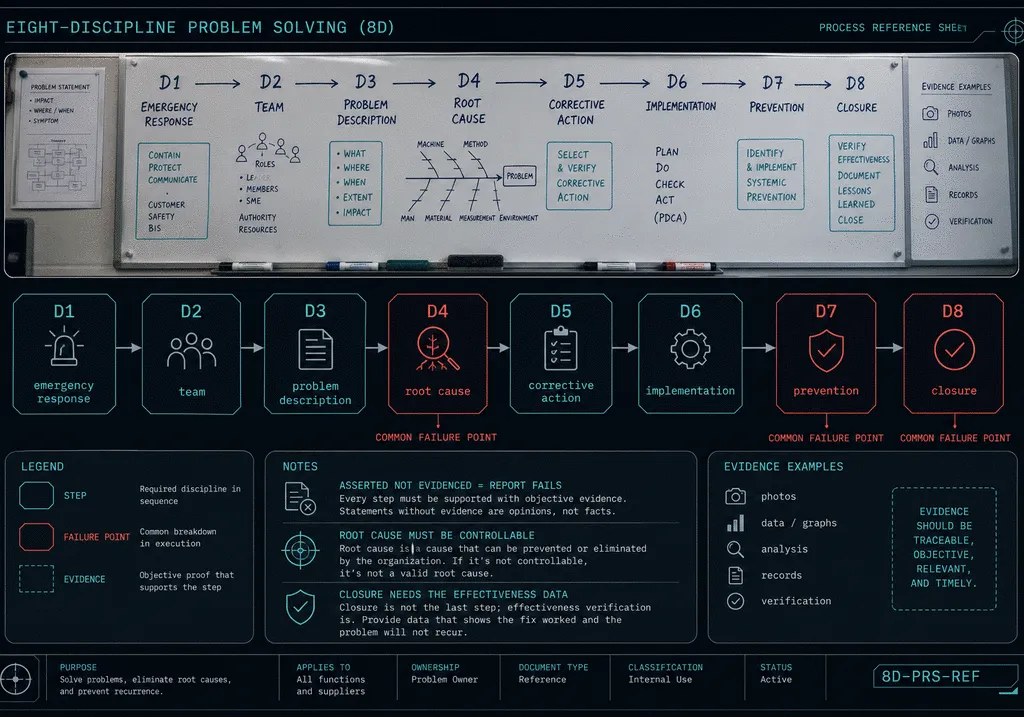 EIGHT-DISCIPLINE PROBLEM SOLVING (8D)
PROCESS REFERENCE SHEET
PROBLEM STATEMENT
• IMPACT
• WHERE / WHEN
• SYMPTOM
D1
EMERGENCY
RESPONSE
CONTAIN
PROTECT
COMMUNICATE
CUSTOMER
SAFETY
BIS
D2
TEAM
ROLES
• MEMBERS
• SME
AUTHORITY
RESOURCES
D3
PROBLEM
DESCRIPTION
• WHAT
• WHERE
• WHEN
• EXTENT
• IMPACT
D4
ROOT
CAUSE
MACHINE METHOD
PROBLEM
MAN MATERIAL MEASUREMENT ENVIRONMENT
D5
CORRECTIVE
ACTION
SELECT
& VERIFY
CORRECTIVE
ACTION
D6
IMPLEMENTATION
PLAN
DO
CHECK
ACT
(PDCA)
D7
PREVENTION
IDENTIFY
& IMPLEMENT
SYSTEMIC
PREVENTION
D8
CLOSURE
VERIFY
EFFECTIVENESS
DOCUMENT
LESSONS
LEARNED
CLOSE
EVIDENCE EXAMPLES
PHOTOS
DATA / GRAPHS
ANALYSIS
RECORDS
VERIFICATION
D1
emergency
response
D2
team
D3
problem
description
D4
root cause
COMMON FAILURE POINT
D5
corrective
action
D6
implementation
D7
prevention
COMMON FAILURE POINT
D8
closure
COMMON FAILURE POINT
LEGEND
STEP
Required discipline in
sequence
FAILURE POINT
Common breakdown
in execution
EVIDENCE
Objective proof that
supports the step
NOTES
ASSERTED NOT EVIDENCED = REPORT FAILS
Every step must be supported with objective evidence.
Statements without evidence are opinions, not facts.
ROOT CAUSE MUST BE CONTROLLABLE
Root cause is a cause that can be prevented or eliminated
by the organization. If it's not controllable,
it's not a valid root cause.
CLOSURE NEEDS THE EFFECTIVENESS DATA
Closure is not the last step; effectiveness verification
is. Provide data that shows the fix worked and the
problem will not recur.
EVIDENCE EXAMPLES
photos
data / graphs
analysis
records
verification
EVIDENCE
SHOULD BE
TRACEABLE,
OBJECTIVE,
RELEVANT,
AND TIMELY.
PURPOSE
Solve problems, eliminate root causes,
and prevent recurrence.
APPLIES TO
All functions
and suppliers
OWNERSHIP
Problem Owner
DOCUMENT TYPE
Reference
CLASSIFICATION
Internal Use
STATUS
Active
8D-PRS-REF